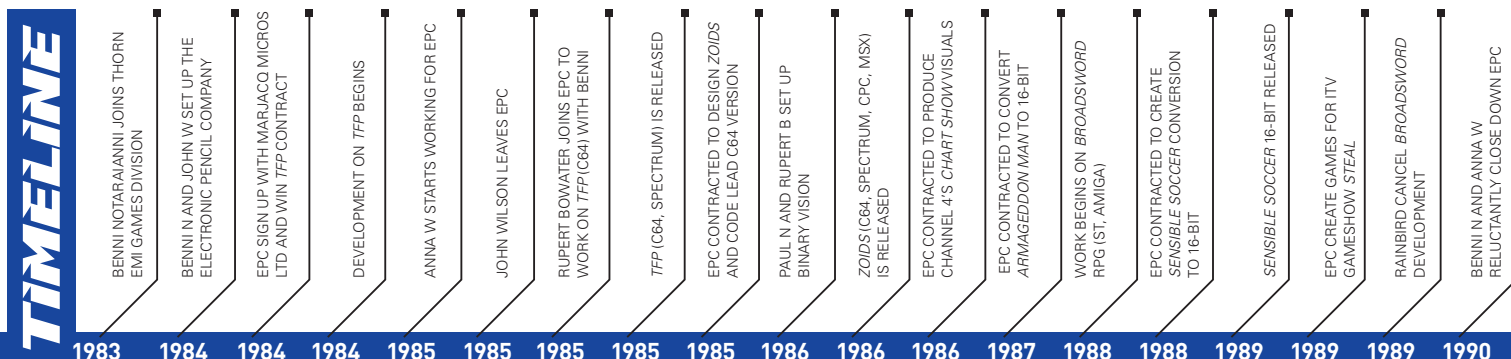 TIMELINE
BENNI NOTARAIANNI JOINS THORN
EMI GAMES DIVISION
BENNI N AND JOHN W SET UP THE
ELECTRONIC PENCIL COMPANY
EPC SIGN UP WITH MARJACQ MICROS
LTD AND WIN TFP CONTRACT
DEVELOPMENT ON TFP BEGINS
ANNA W STARTS WORKING FOR EPC
JOHN WILSON LEAVES EPC
RUPERT BOWATER JOINS EPC TO
WORK ON TFP (C64) WITH BENNI
TFP (C64, SPECTRUM) IS RELEASED
EPC CONTRACTED TO DESIGN ZOIDS
AND CODE LEAD C64 VERSION
PAUL N AND RUPERT B SET UP
BINARY VISION
ZOIDS (C64, SPECTRUM, CPC, MSX)
IS RELEASED
EPC CONTRACTED TO PRODUCE
CHANNEL 4'S CHART SHOW VISUALS
EPC CONTRACTED TO CONVERT
ARMAGEDDON MAN TO 16-BIT
WORK BEGINS ON BROADSWORD
RPG (ST, AMIGA)
EPC CONTRACTED TO CREATE
SENSIBLE SOCCER CONVERSION
TO 16-BIT
SENSIBLE SOCCER 16-BIT RELEASED
EPC CREATE GAMES FOR ITV
GAMESHOW STEAL
RAINBIRD CANCEL BROADSWORD
DEVELOPMENT
BENNI N AND ANNA W
RELUCTANTLY CLOSE DOWN EPC
1983 1984 1984 1984 1985 1985 1985 1985 1985 1986 1986 1986 1987 1988 1988 1989 1989 1989 1990